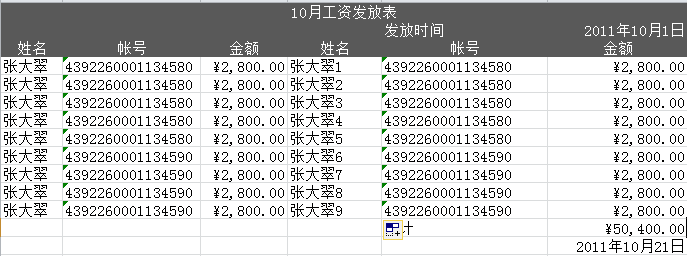 10月工资发放表
发放时间 2011年10月1日
姓名 帐号 金额 姓名 帐号 金额
张大翠 4392260001134580 ¥2,800.00 张大翠1 4392260001134580 ¥2,800.00
张大翠 4392260001134580 ¥2,800.00 张大翠2 4392260001134580 ¥2,800.00
张大翠 4392260001134580 ¥2,800.00 张大翠3 4392260001134580 ¥2,800.00
张大翠 4392260001134580 ¥2,800.00 张大翠4 4392260001134580 ¥2,800.00
张大翠 4392260001134580 ¥2,800.00 张大翠5 4392260001134580 ¥2,800.00
张大翠 4392260001134590 ¥2,800.00 张大翠6 4392260001134590 ¥2,800.00
张大翠 4392260001134590 ¥2,800.00 张大翠7 4392260001134590 ¥2,800.00
张大翠 4392260001134590 ¥2,800.00 张大翠8 4392260001134590 ¥2,800.00
张大翠 4392260001134590 ¥2,800.00 张大翠9 4392260001134590 ¥2,800.00
¥50,400.00
2011年10月21日